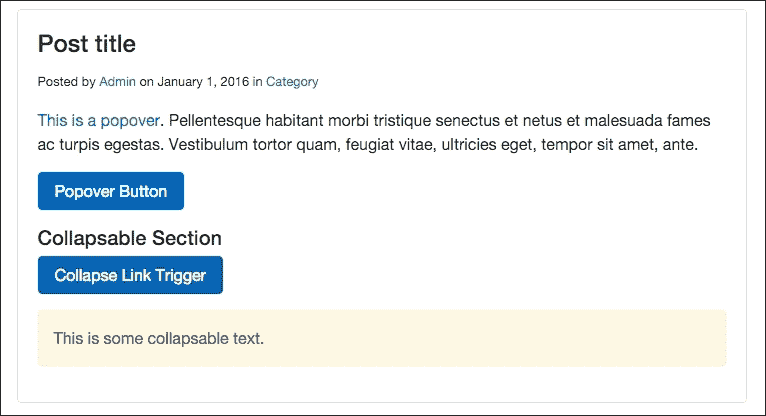 Post title
Posted by Admin on January 1, 2016 in Category
This is a popover. Pellentesque habitant morbi tristique senectus et netus et malesuada fames
ac turpis egestas. Vestibulum tortor quam, feugiat vitae, ultricies eget, tempor sit amet, ante.
Popover Button
Collapsable Section
Collapse Link Trigger
This is some collapsable text.